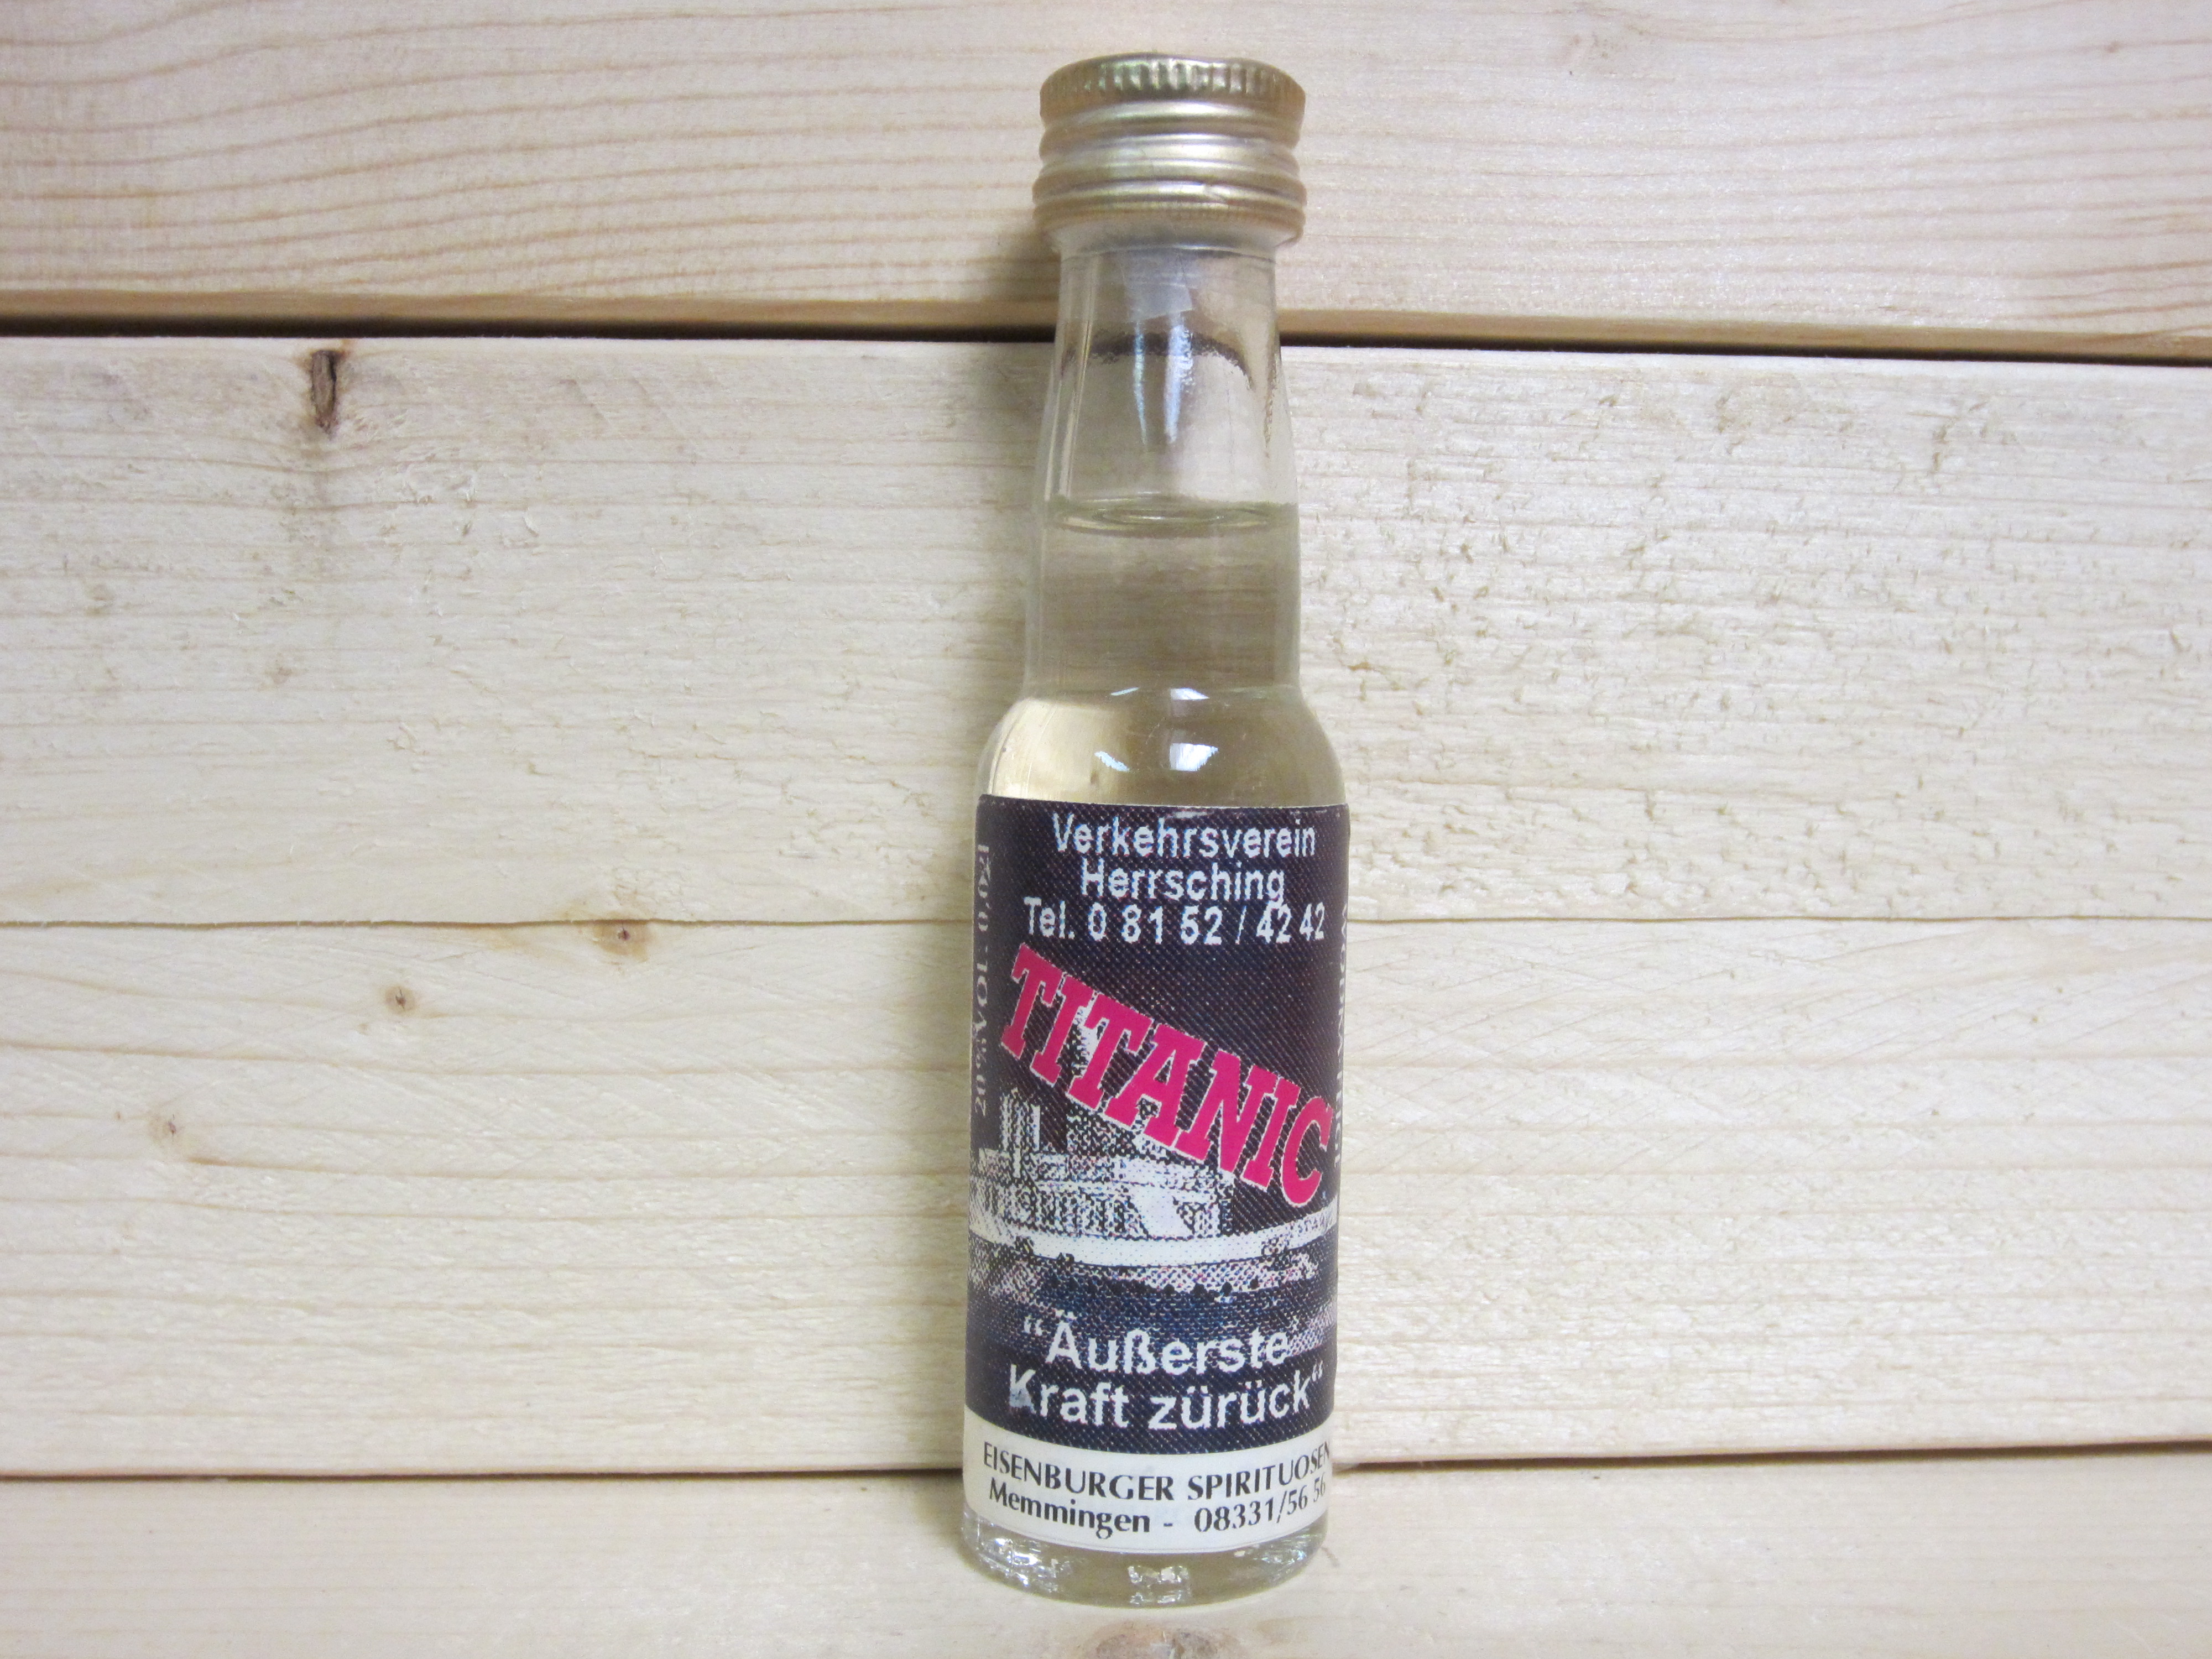 Verkehrsverein
Herrsching
Tel. 0 81 52 / 42 42
20 % VOL. 0,02l
TITANIC
“Äußerste
Kraft zürück“
EISENBURGER SPIRITUOSEN
Memmingen - 08331/56 56